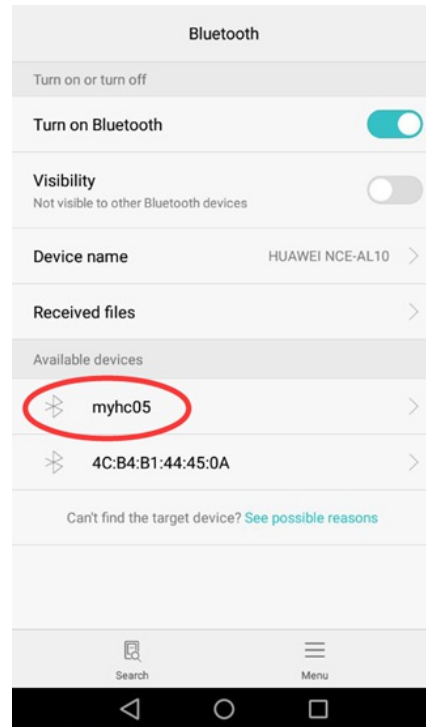 Bluetooth
Turn on or turn off
Turn on Bluetooth
Visibility
Not visible to other Bluetooth devices
Device name HUAWEI NCE-AL10
Received files
Available devices
myhc05
4C:B4:B1:44:45:0A
Can't find the target device? See possible reasons
Search Menu